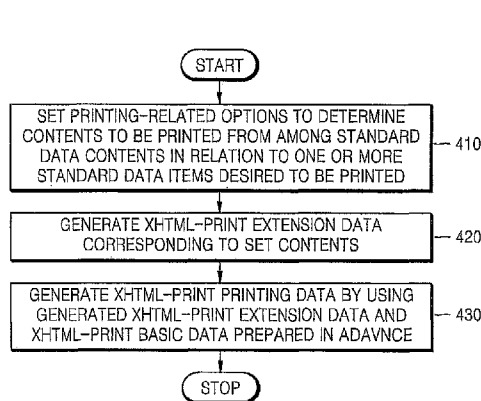 START
SET PRINTING-RELATED OPTIONS TO DETERMINE
CONTENTS TO BE PRINTED FROM AMONG STANDARD
DATA CONTENTS IN RELATION TO ONE OR MORE
STANDARD DATA ITEMS DESIRED TO BE PRINTED
410
GENERATE XHTML-PRINT EXTENSION DATA
CORRESPONDING TO SET CONTENTS
420
GENERATE XHTML-PRINT PRINTING DATA BY USING
GENERATED XHTML-PRINT EXTENSION DATA AND
XHTML-PRINT BASIC DATA PREPARED IN ADAVNCE
430
STOP